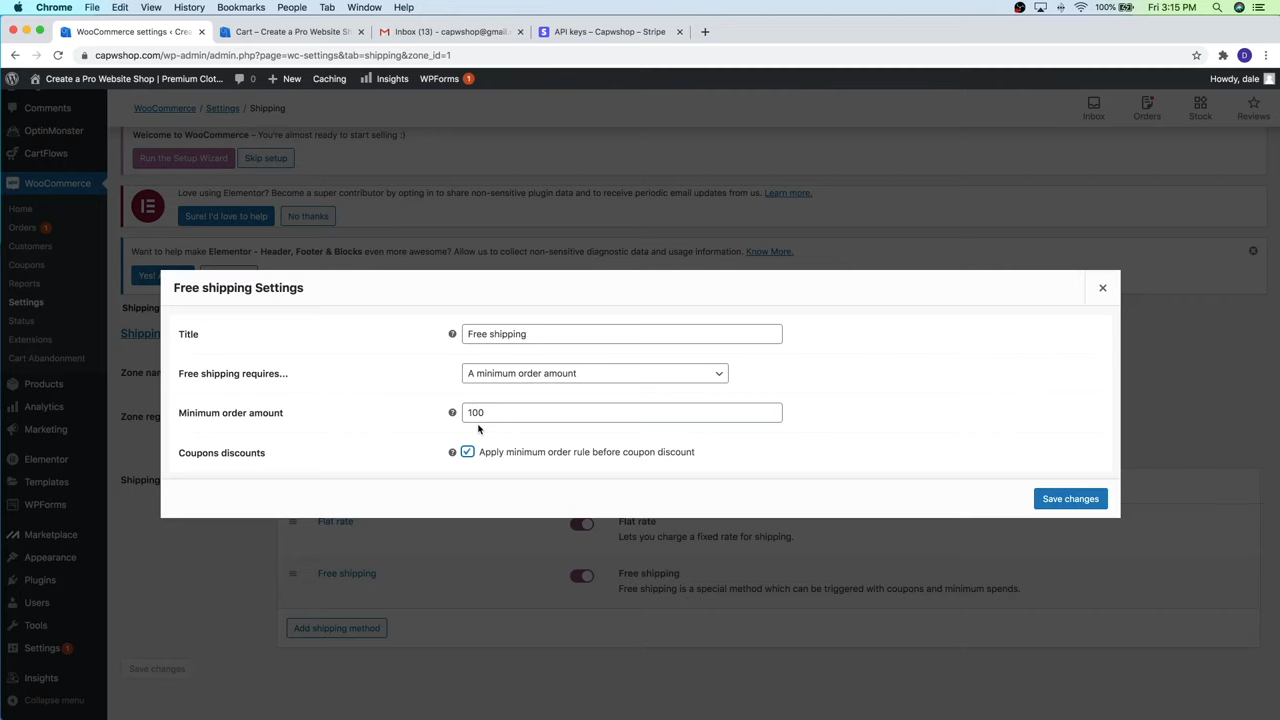 Chrome File Edit View History Bookmarks People Tab Window Help 100% Fri 3:15 PM
WooCommerce settings ‹ Crea Cart – Create a Pro Website Sho Inbox (13) - capwshop@gmail.c API keys – Capwshop – Stripe
capwshop.com/wp-admin/admin.php?page=wc-settings&tab=shipping&zone_id=1
Create a Pro Website Shop | Premium Clot... 0 New Caching Insights WPForms 1 Howdy, dale
Comments
OptinMonster
CartFlows
WooCommerce
Home
Orders 1
Customers
Coupons
Reports
Settings
Status
Extensions
Cart Abandonment
Products
Analytics
Marketing
Elementor
Templates
WPForms
Marketplace
Appearance
Plugins
Users
Tools
Settings 1
Insights
Collapse menu
WooCommerce / Settings / Shipping
Inbox Orders Stock Reviews
Welcome to WooCommerce – You're almost ready to start selling :)
Run the Setup Wizard Skip setup
Love using Elementor? Become a super contributor by opting in to share non-sensitive plugin data and to receive periodic email updates from us. Learn more.
Sure! I'd love to help No thanks
Want to help make Elementor - Header, Footer & Blocks even more awesome? Allow us to collect non-sensitive diagnostic data and usage information. Know More.
Yes!
Shipping
Shippin
Zone na
Zone reg
Shipping
Free shipping Settings
Title Free shipping
Free shipping requires... A minimum order amount
Minimum order amount 100
Coupons discounts Apply minimum order rule before coupon discount
Save changes
Flat rate Flat rate
Lets you charge a fixed rate for shipping.
Free shipping Free shipping
Free shipping is a special method which can be triggered with coupons and minimum spends.
Add shipping method
Save changes